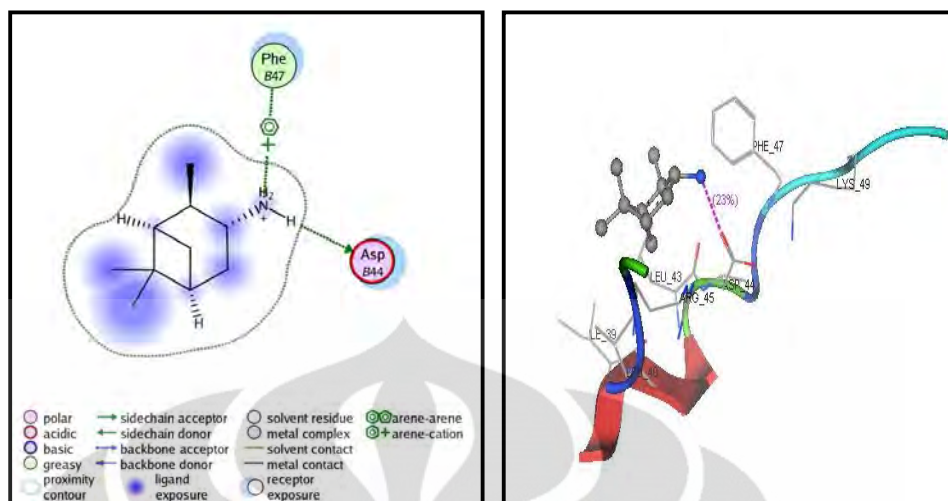 Phe
B47
H
H2
N
+
H
Asp
B44
H
polar
acidic
basic
greasy
proximity
contour
sidechain acceptor
sidechain donor
backbone acceptor
backbone donor
ligand
exposure
solvent residue
metal complex
solvent contact
metal contact
receptor
exposure
arene-arene
arene-cation
PHE_47
LYS_49
(23%)
LEU_43
ASP_44
ARG_45